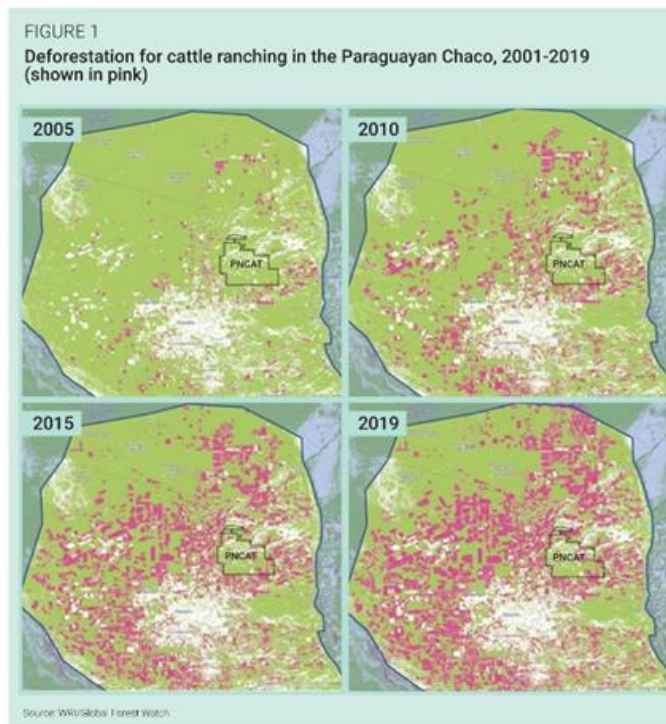 FIGURE 1
Deforestation for cattle ranching in the Paraguayan Chaco, 2001-2019
(shown in pink)
2005
2010
PNCAT
PNCAT
2015
2019
PNCAT
PNCAT
Source: WRI/Global Forest Watch